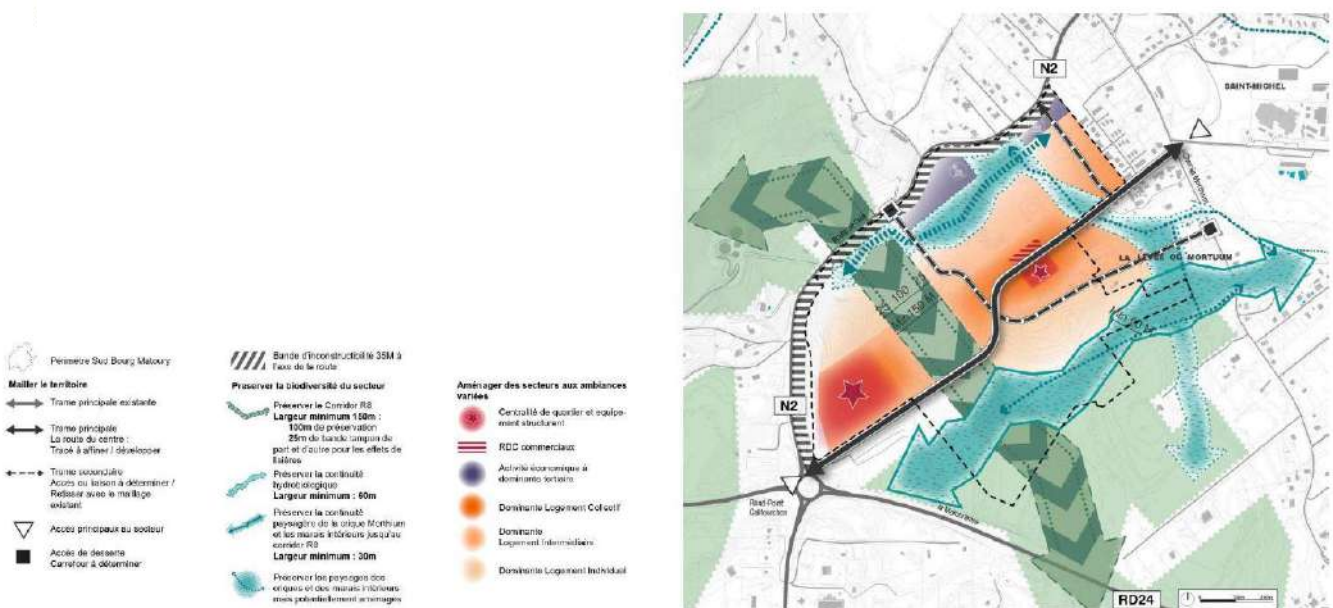 Périmètre Sud Bourg Matoury
Mailler le territoire
Trame principale existante
Trame principale
La route du centre :
Tracé à affiner / développer
Trame secondaire
Accès ou liaison à déterminer /
Retisser avec le maillage
existant
Accès principaux au secteur
Accès de desserte
Carrefour à déterminer
Bande d'inconstructibilité 35M à
l'axe de la route
Préserver la biodiversité du secteur
Préserver le Corridor R8
Largeur minimum 150m :
100m de préservation
25m de bande tampon de
part et d'autre pour les effets de
lisières
Préserver la continuité
hydrobiologique
Largeur minimum : 60m
Préserver la continuité
paysagère de la crique Morthium
et les marais intérieurs jusqu'au
corridor R8
Largeur minimum : 30m
Préserver les paysages des
criques et des marais intérieurs
mais potentiellement aménagés
Aménager des secteurs aux ambiances
variées
Centralité de quartier et équipe-
ment structurant
RDC commerciaux
Activité économique à
dominante tertiaire
Dominante Logement Collectif
Dominante
Logement Intermédiaire
Dominante Logement Individuel
N2
SAINT-MICHEL
LA LEVÉE DU MORTUUM
100
150 M
N2
Rond-Point
RD24